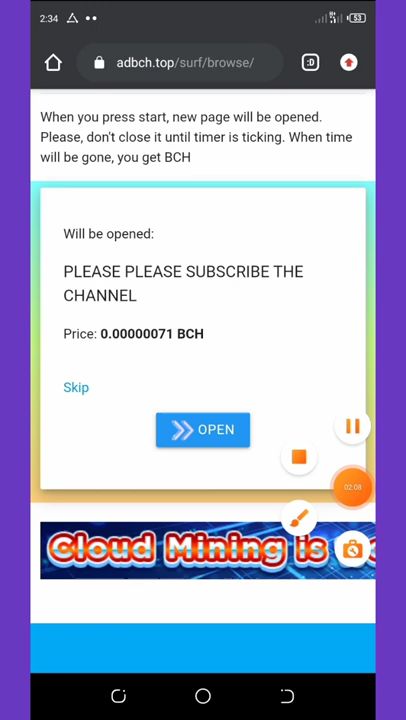 2:34
53
adbch.top/surf/browse/
:D
When you press start, new page will be opened.
Please, don't close it until timer is ticking. When time
will be gone, you get BCH
Will be opened:
PLEASE PLEASE SUBSCRIBE THE
CHANNEL
Price: 0.00000071 BCH
Skip
OPEN
02:08
Cloud Mining is